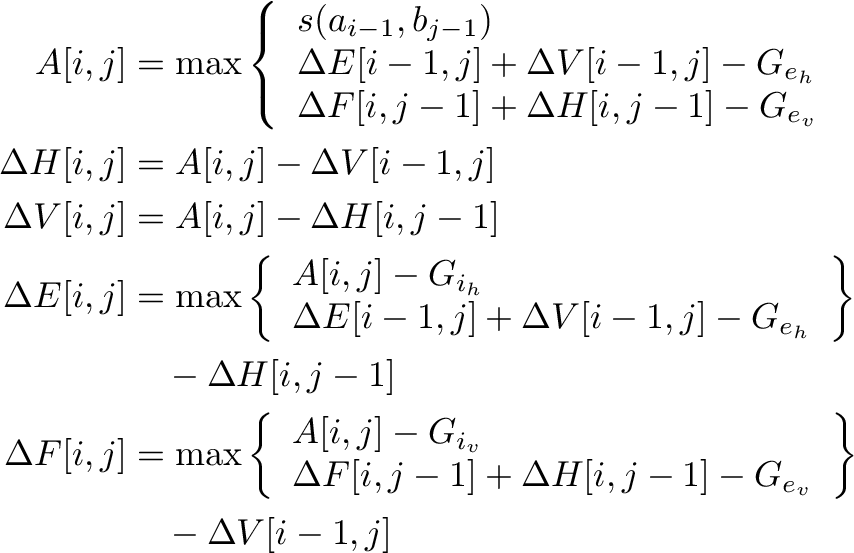 A[i, j] = max { s(a_{i−1}, b_{j−1})
ΔE[i − 1, j] + ΔV[i − 1, j] − G_{e_h}
ΔF[i, j − 1] + ΔH[i, j − 1] − G_{e_v}
ΔH[i, j] = A[i, j] − ΔV[i − 1, j]
ΔV[i, j] = A[i, j] − ΔH[i, j − 1]
ΔE[i, j] = max { A[i, j] − G_{i_h}
ΔE[i − 1, j] + ΔV[i − 1, j] − G_{e_h} }
− ΔH[i, j − 1]
ΔF[i, j] = max { A[i, j] − G_{i_v}
ΔF[i, j − 1] + ΔH[i, j − 1] − G_{e_v} }
− ΔV[i − 1, j]